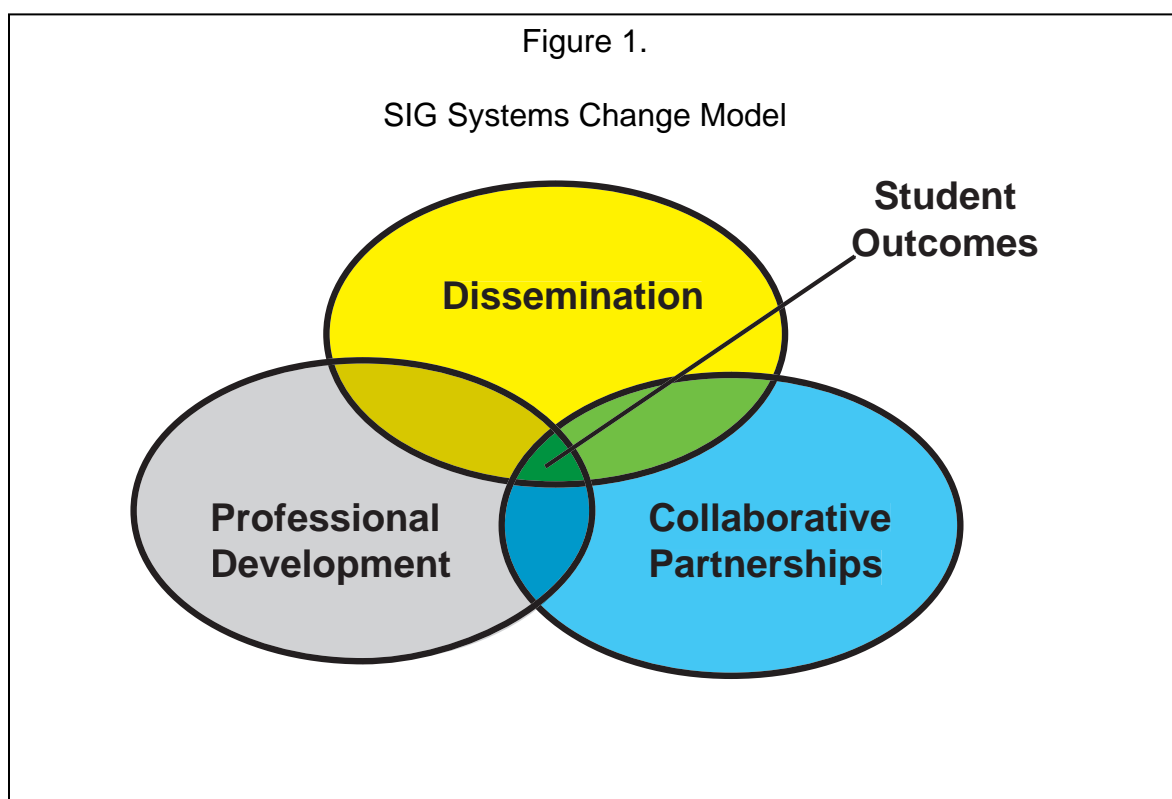 Figure 1.
SIG Systems Change Model
Student
Outcomes
Dissemination
Professional
Development
Collaborative
Partnerships